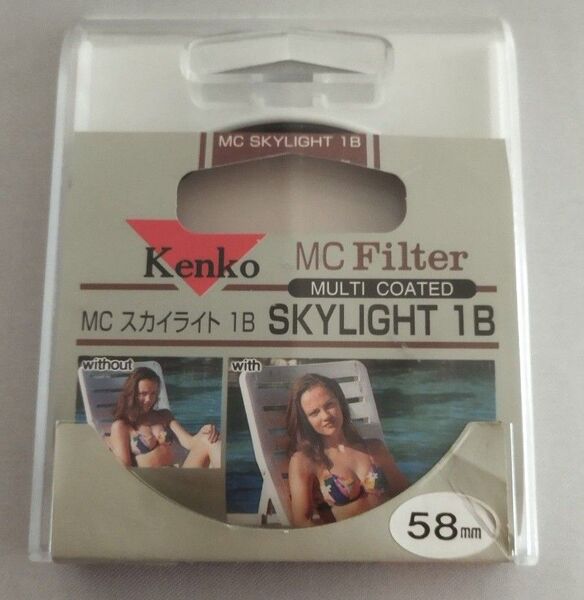 MC SKYLIGHT 1B
Kenko
MC Filter
MULTI COATED
MC スカイライト 1B SKYLIGHT 1B
without
with
58mm